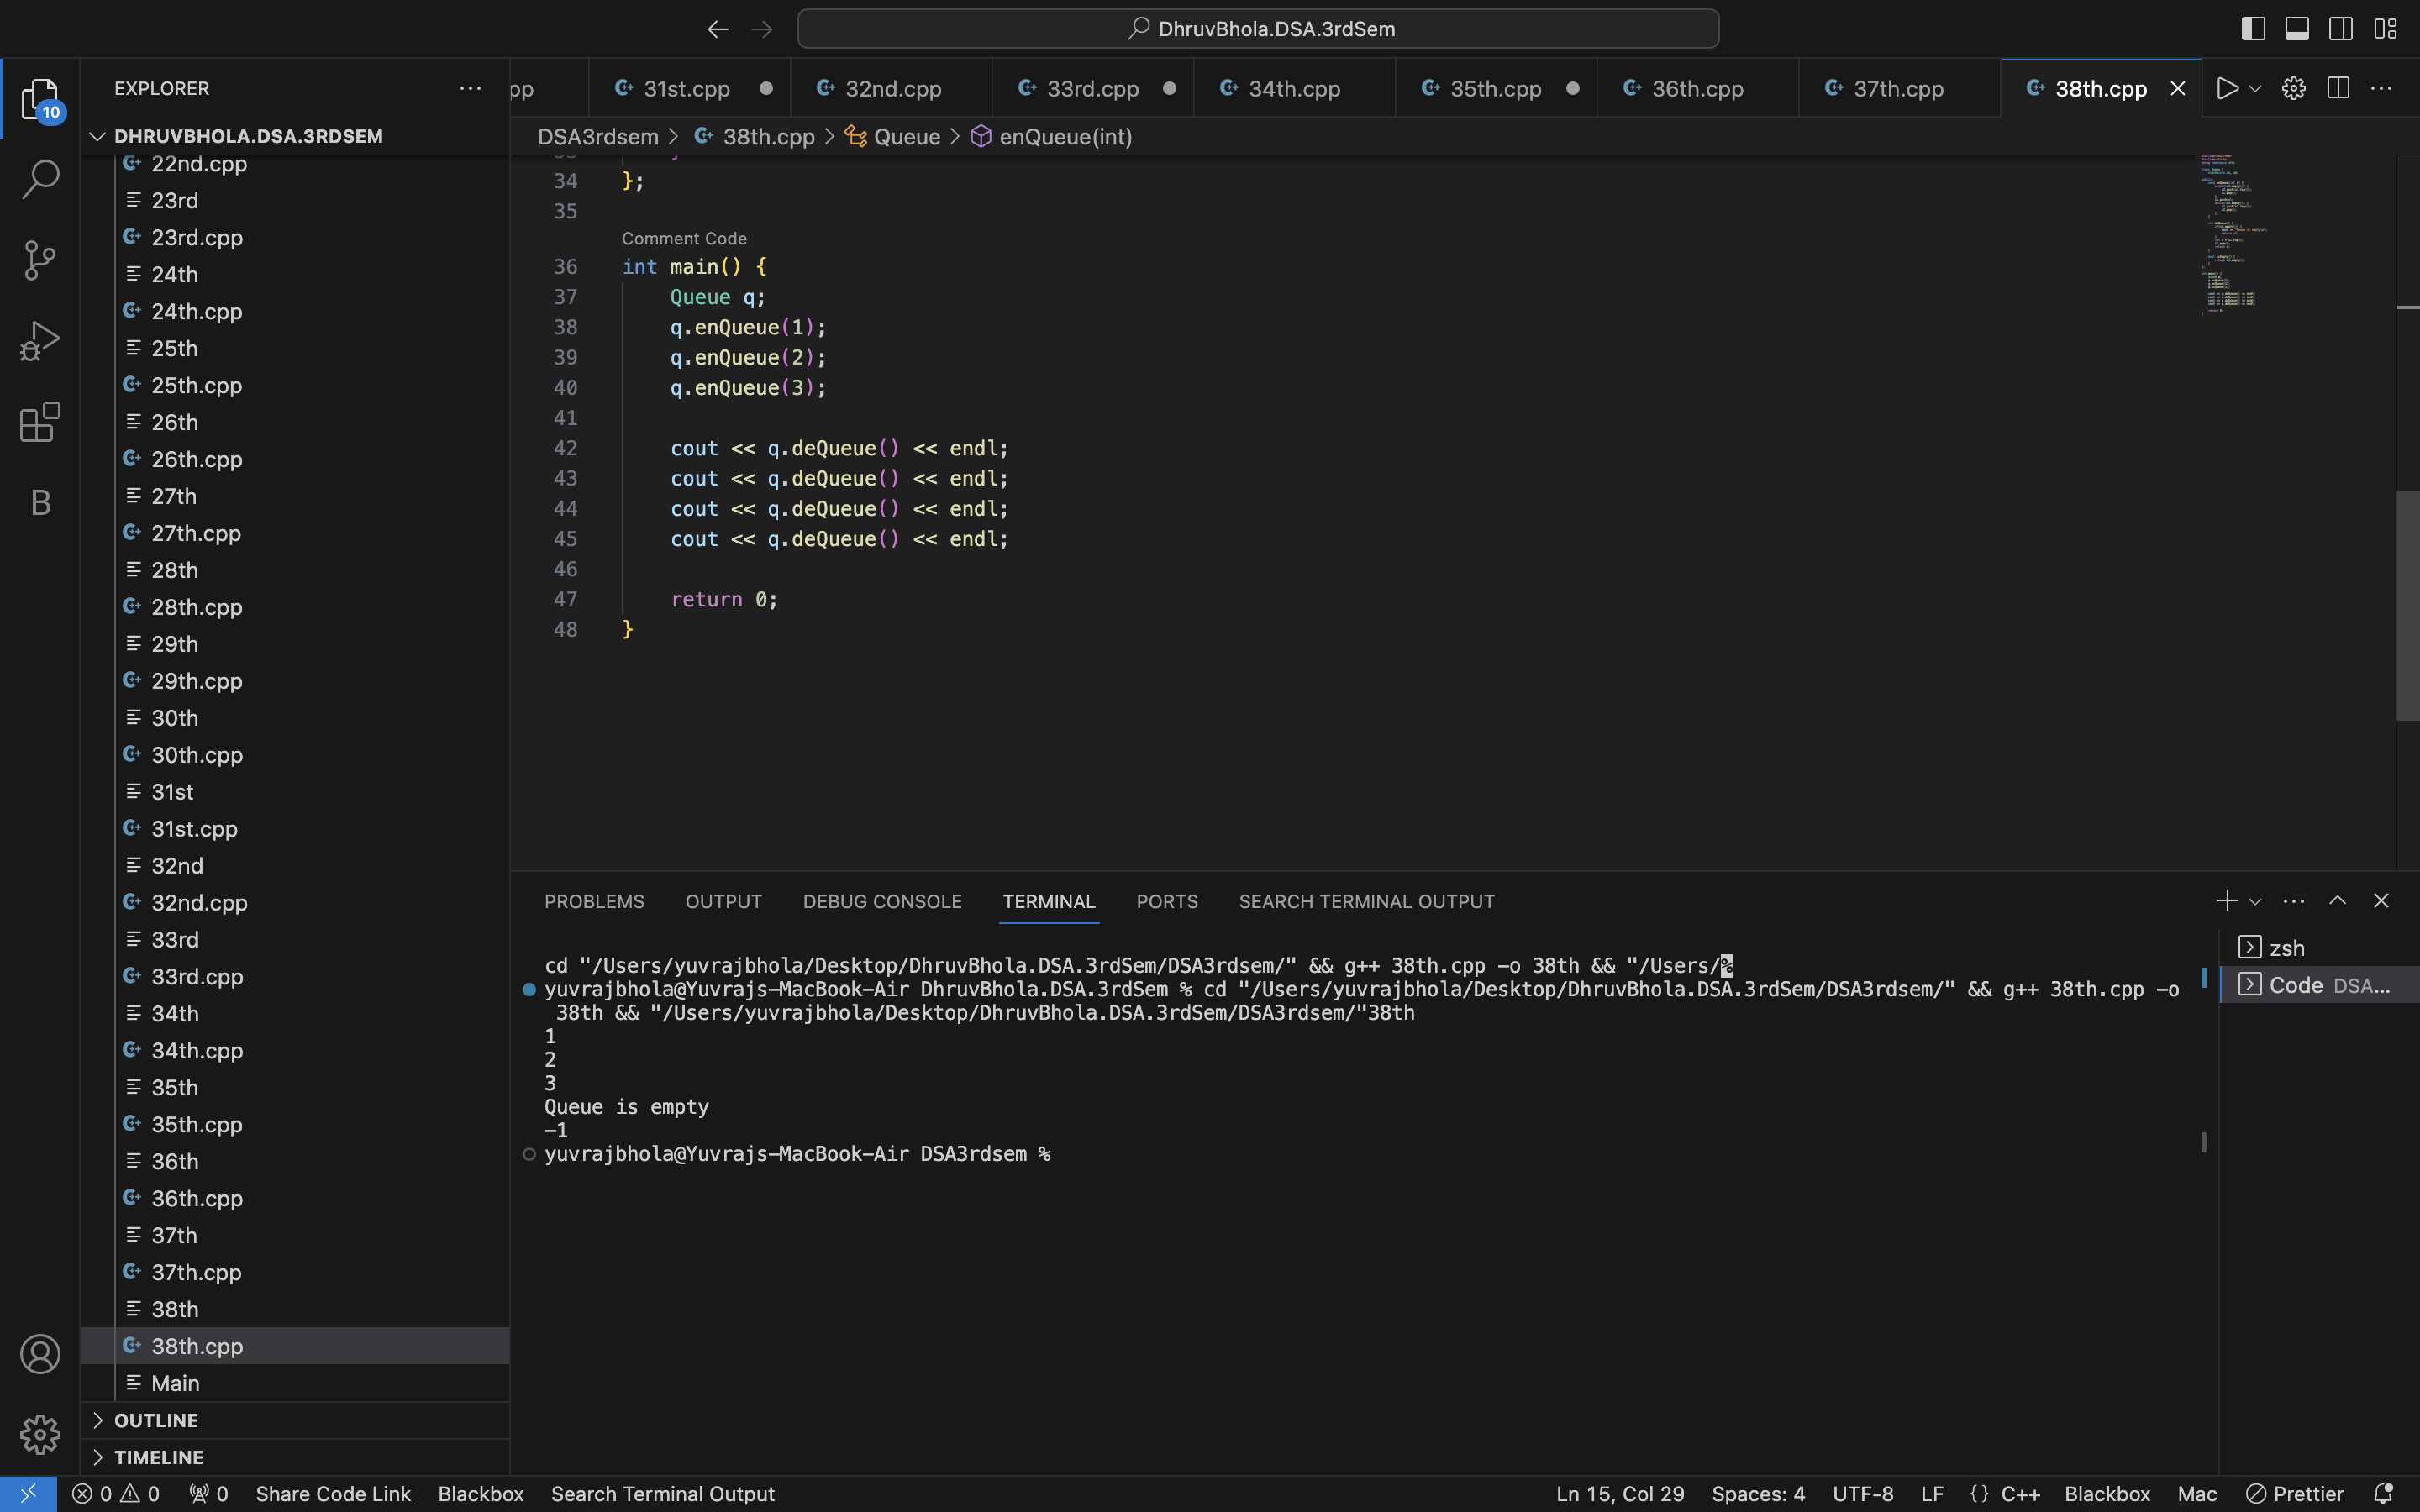 DhruvBhola.DSA.3rdSem
EXPLORER
10
DHRUVBHOLA.DSA.3RDSEM
22nd.cpp
23rd
23rd.cpp
24th
24th.cpp
25th
25th.cpp
26th
26th.cpp
27th
27th.cpp
28th
28th.cpp
29th
29th.cpp
30th
30th.cpp
31st
31st.cpp
32nd
32nd.cpp
33rd
33rd.cpp
34th
34th.cpp
35th
35th.cpp
36th
36th.cpp
37th
37th.cpp
38th
38th.cpp
Main
OUTLINE
TIMELINE
B
pp 31st.cpp 32nd.cpp 33rd.cpp 34th.cpp 35th.cpp 36th.cpp 37th.cpp 38th.cpp
DSA3rdsem > 38th.cpp > Queue > enQueue(int)
34 };
35
Comment Code
36 int main() {
37 Queue q;
38 q.enQueue(1);
39 q.enQueue(2);
40 q.enQueue(3);
41
42 cout << q.deQueue() << endl;
43 cout << q.deQueue() << endl;
44 cout << q.deQueue() << endl;
45 cout << q.deQueue() << endl;
46
47 return 0;
48 }
PROBLEMS OUTPUT DEBUG CONSOLE TERMINAL PORTS SEARCH TERMINAL OUTPUT
cd "/Users/yuvrajbhola/Desktop/DhruvBhola.DSA.3rdSem/DSA3rdsem/" && g++ 38th.cpp -o 38th && "/Users/%
yuvrajbhola@Yuvrajs-MacBook-Air DhruvBhola.DSA.3rdSem % cd "/Users/yuvrajbhola/Desktop/DhruvBhola.DSA.3rdSem/DSA3rdsem/" && g++ 38th.cpp -o
38th && "/Users/yuvrajbhola/Desktop/DhruvBhola.DSA.3rdSem/DSA3rdsem/"38th
1
2
3
Queue is empty
-1
yuvrajbhola@Yuvrajs-MacBook-Air DSA3rdsem %
zsh
Code DSA...
0 0 0 Share Code Link Blackbox Search Terminal Output Ln 15, Col 29 Spaces: 4 UTF-8 LF {} C++ Blackbox Mac Prettier